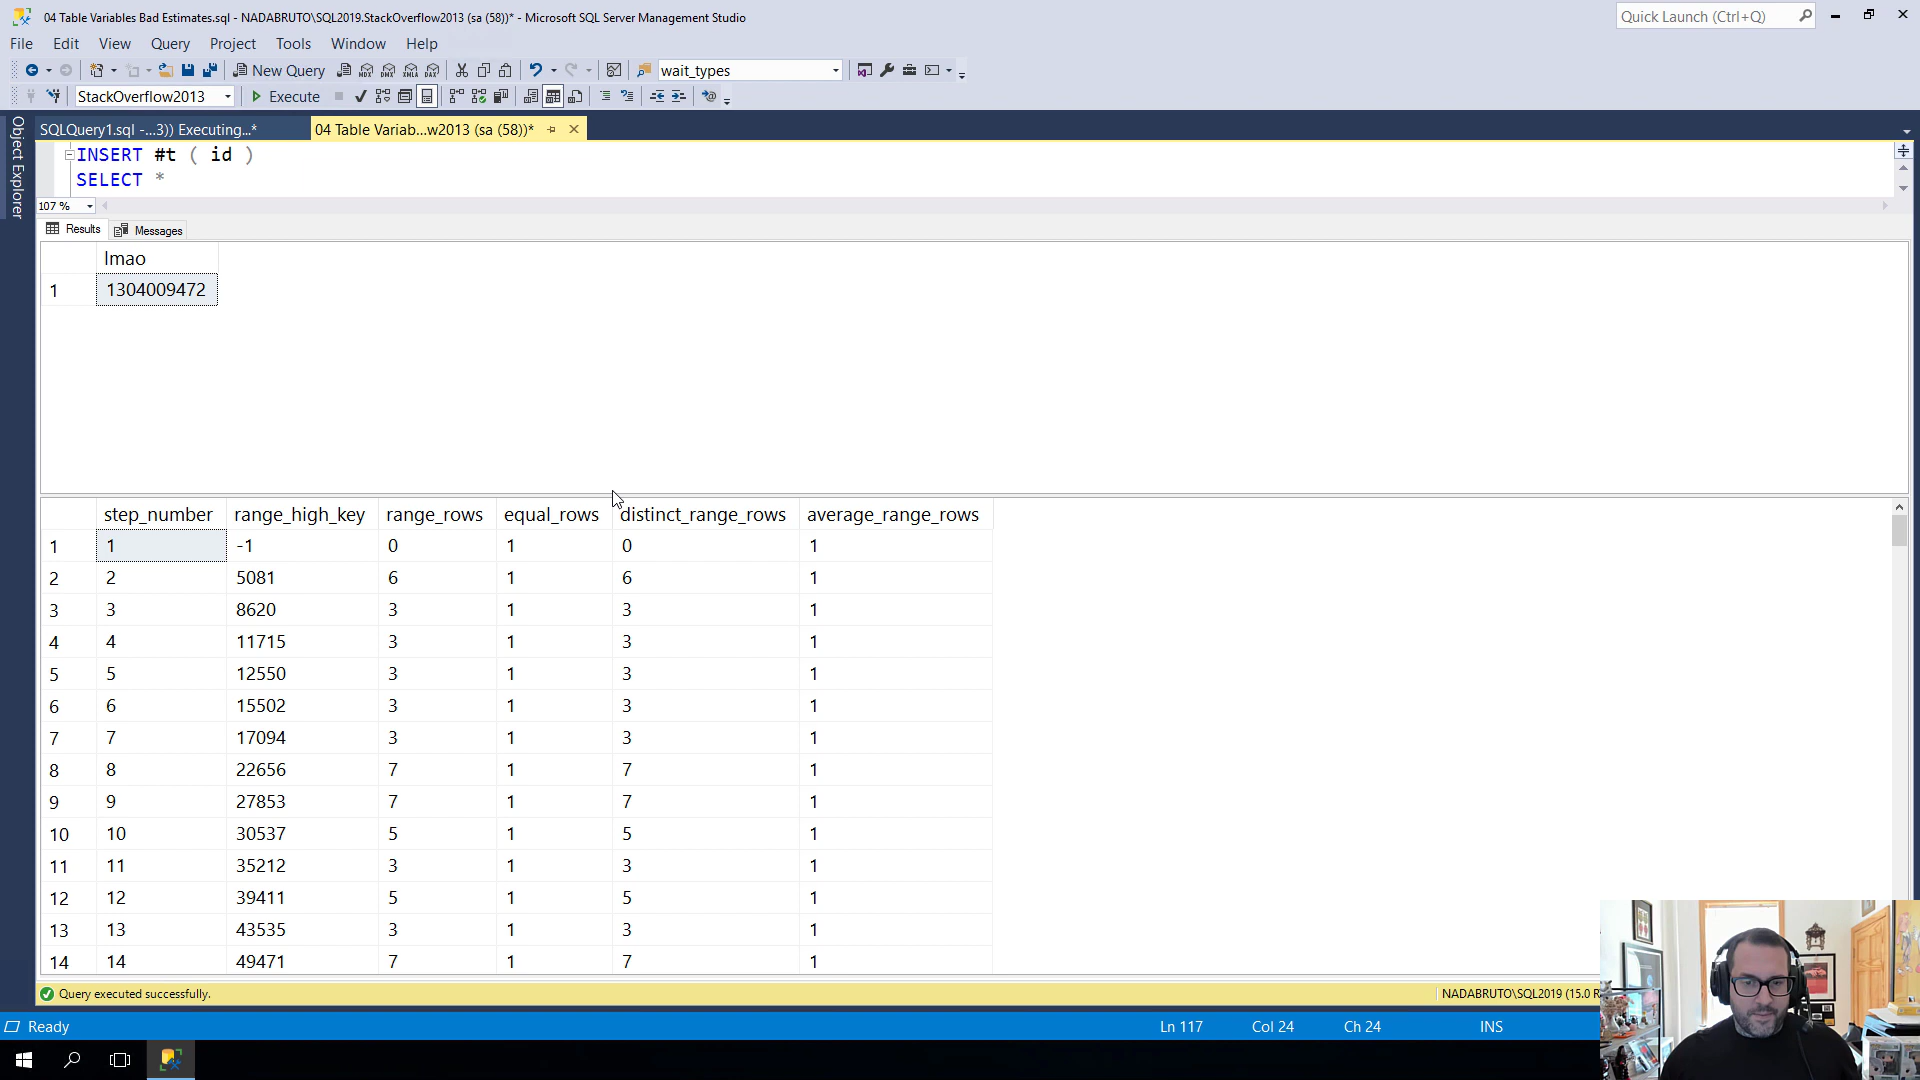 04 Table Variables Bad Estimates.sql - NADABRUTO\SQL2019.StackOverflow2013 (sa (58))* - Microsoft SQL Server Management Studio
Quick Launch (Ctrl+Q)
File Edit View Query Project Tools Window Help
New Query
MDX DMX XMLA DAX
wait_types
StackOverflow2013
Execute
Object Explorer
SQLQuery1.sql -...3)) Executing...*
04 Table Variab...w2013 (sa (58))*
INSERT #t ( id )
SELECT *
107 %
Results Messages
lmao
1 1304009472
step_number range_high_key range_rows equal_rows distinct_range_rows average_range_rows
1 1 -1 0 1 0 1
2 2 5081 6 1 6 1
3 3 8620 3 1 3 1
4 4 11715 3 1 3 1
5 5 12550 3 1 3 1
6 6 15502 3 1 3 1
7 7 17094 3 1 3 1
8 8 22656 7 1 7 1
9 9 27853 7 1 7 1
10 10 30537 5 1 5 1
11 11 35212 3 1 3 1
12 12 39411 5 1 5 1
13 13 43535 3 1 3 1
14 14 49471 7 1 7 1
Query executed successfully.
NADABRUTO\SQL2019 (15.0 R
Ready
Ln 117 Col 24 Ch 24 INS